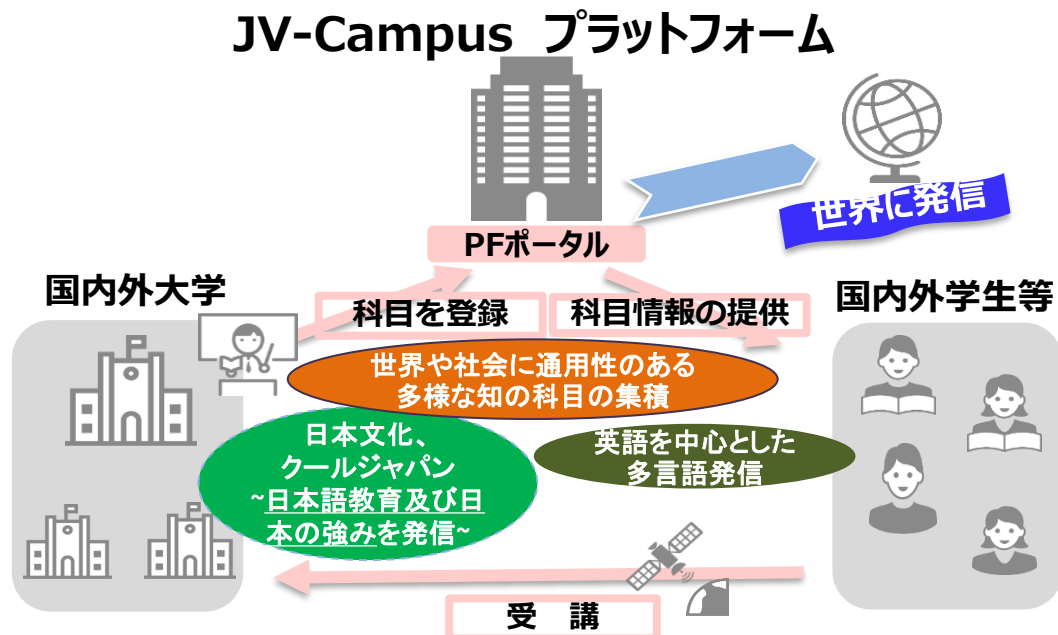 JV-Campus プラットフォーム
世界に発信
PFポータル
国内外大学
国内外学生等
科目を登録
科目情報の提供
世界や社会に通用性のある
多様な知の科目の集積
日本文化、
クールジャパン
~日本語教育及び日
本の強みを発信~
英語を中心とした
多言語発信
受 講